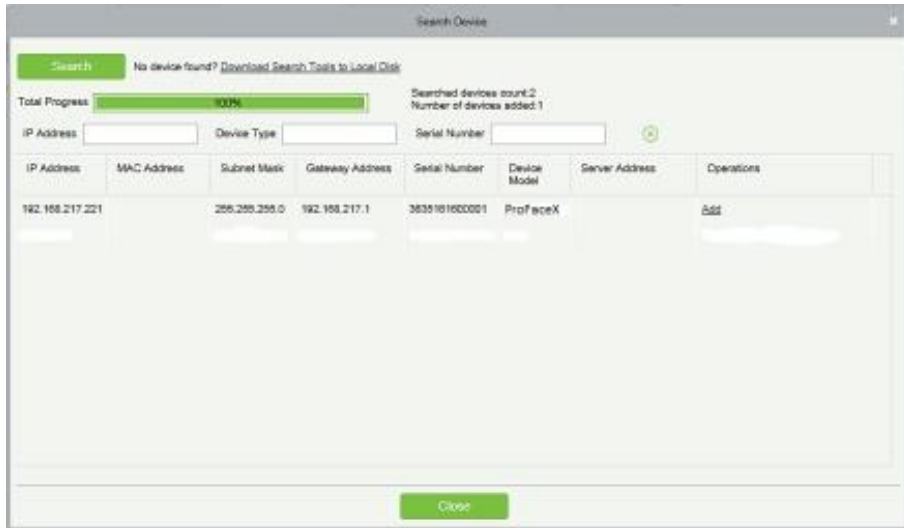 Search Device
Search No device found? Download Search Tools to Local Disk
Total Progress 100% Searched devices count:2
Number of devices added:1
IP Address Device Type Serial Number
IP Address MAC Address Subnet Mask Gateway Address Serial Number Device Model Server Address Operations
192.168.217.221 255.255.255.0 192.168.217.1 3635161600001 ProFaceX Add
Close